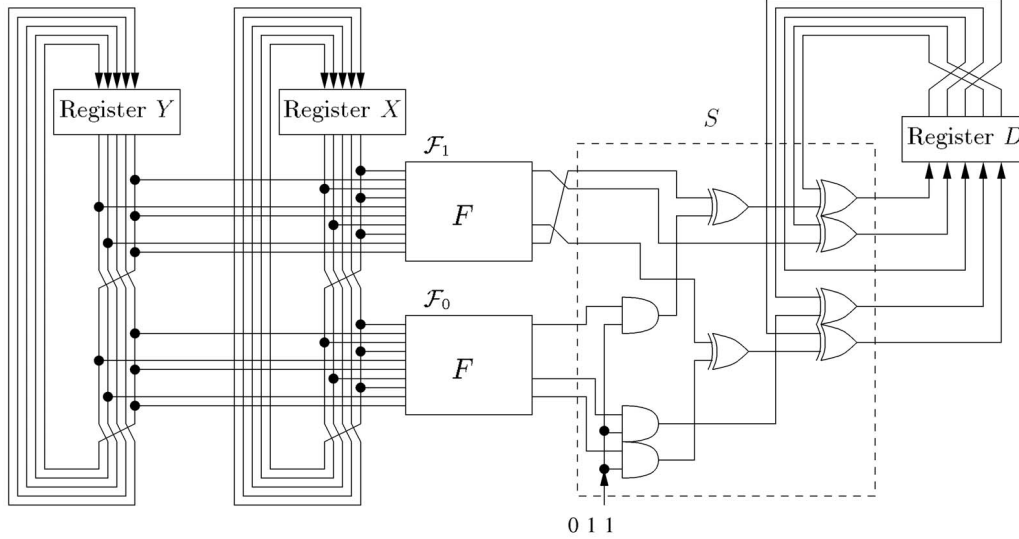 Register Y
Register X
Register D
S
ℱ₁
F
ℱ₀
F
0 1 1